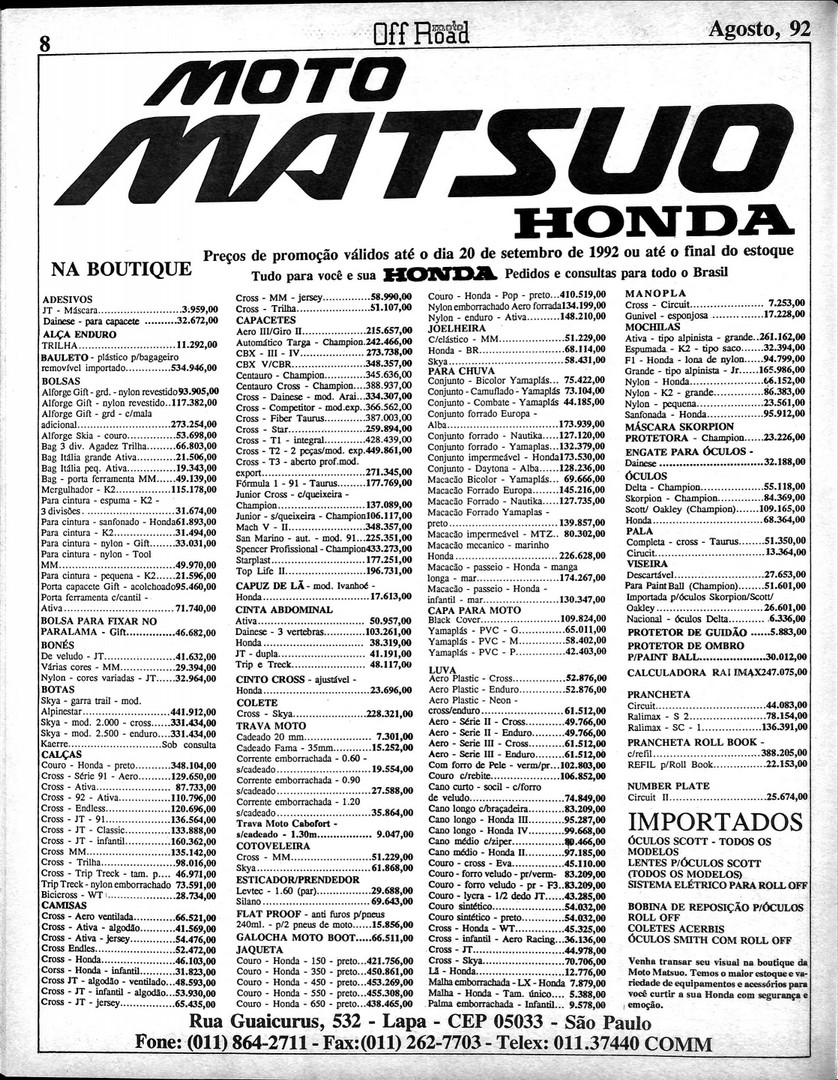 8
Off Road
moto
Agosto, 92
MOTO
MATSUO
HONDA
NA BOUTIQUE
Preços de promoção válidos até o dia 20 de setembro de 1992 ou até o final do estoque
Tudo para você e sua HONDA Pedidos e consultas para todo o Brasil
ADESIVOS
JT - Máscara...................3.959,00
Dainese - para capacete ..........32.672,00
ALÇA ENDURO
TRILHA.........................11.292,00
BAULETO - plástico p/bagageiro
removível importado...........534.946,00
BOLSAS
Alforge Gift - grd. - nylon revestido93.905,00
Alforge Gift - nylon revestido...117.382,00
Alforge Gift - grd - c/mala
adicional........................273.254,00
Alforge Skia - couro..............53.698,00
Bag 3 div. Agadez Trilha.........66.803,00
Bag Itália grande Ativa..........21.506,00
Bag Itália peq. Ativa............19.343,00
Bag - porta ferramenta MM......49.139,00
Mergulhador - K2...............115.178,00
Para cintura - espuma - K2 -
3 divisões.......................31.674,00
Para cintura - sanfonado - Honda61.893,00
Para cintura - K2................31.494,00
Para cintura - nylon - Gift......33.031,00
Para cintura - nylon - Tool
MM..............................49.970,00
Para cintura - pequena - K2....21.596,00
Porta capacete Gift - acolchoado95.460,00
Porta ferramenta c/cantil -
Ativa............................71.740,00
BOLSA PARA FIXAR NO
PARALAMA - Gift..............46.682,00
BONÉS
De veludo - JT..................41.632,00
Várias cores - MM..............29.394,00
Nylon - cores variadas - JT.....32.964,00
BOTAS
Skya - garra trail - mod.
Alpinestar......................441.912,00
Skya - mod. 2.000 - cross.....331.434,00
Skya - mod. 2.500 - enduro...331.434,00
Kaerre.......................Sob consulta
CALÇAS
Couro - Honda - preto.........348.104,00
Cross - Série 91 - Aero........129.650,00
Cross - Ativa................... 87.733,00
Cross - 92 - Ativa.............110.796,00
Cross - Endless.................120.696,00
Cross - JT - 91.................136.564,00
Cross - JT - Classic............133.888,00
Cross - JT - infantil...........160.362,00
Cross MM.......................135.142,00
Cross - Trilha...................98.016,00
Cross - Trip Treck - tam. p.... 46.971,00
Trip Treck - nylon emborrachado 73.591,00
Bicicross - WT .................28.734,00
CAMISAS
Cross - Aero ventilada..........66.521,00
Cross - Ativa - algodão.........41.569,00
Cross - Ativa - jersey...........54.476,00
Cross Endles....................52.472,00
Cross - Honda...................46.103,00
Corss - Honda - infantil........31.823,00
Cross JT - algodão - ventilado..48.593,00
Cross - JT - infantil - algodão...53.930,00
Cross - JT - jersey..............65.435,00
Cross - MM - jersey............58.990,00
Cross - Trilha...................51.107,00
CAPACETES
Aero III/Giro II................215.657,00
Automático Targa - Champion.242.466,00
CBX - III - IV..................273.738,00
CBX V/CBR....................348.357,00
Centauro - Champion..........345.636,00
Centauro Cross - Champion....388.937,00
Cross - Dainese - mod. Arai...334.307,00
Cross - Competitor - mod.exp..366.562,00
Cross - Fiber Taurus...........387.003,00
Cross - Star....................259.894,00
Cross - T1 - integral............428.439,00
Cross - T2 - 2 peças/mod. exp.449.861,00
Cross - T3 - aberto prof.mod.
export..........................271.345,00
Fórmula 1 - 91 - Taurus.......177.769,00
Junior Cross - c/queixeira -
Champion.......................137.089,00
Junior - s/queixeira - Champion106.117,00
Mach V - II....................348.357,00
San Marino - aut. - mod. 91...225.351,00
Spencer Profissional - Champion433.273,00
Starplast.......................177.251,00
Top Life II.....................196.731,00
CAPUZ DE LÃ - mod. Ivanhoé -
Honda...........................17.613,00
CINTA ABDOMINAL
Ativa............................50.957,00
Dainese - 3 vertebras...........103.261,00
Honda........................... 38.319,00
JT - dupla....................... 41.191,00
Trip e Treck..................... 48.117,00
CINTO CROSS - ajustável -
Honda...........................23.696,00
COLETE
Cross - Skya....................228.321,00
TRAVA MOTO
Cadeado 20 mm................. 7.301,00
Cadeado Fama - 35mm..........15.252,00
Corrente emborrachada - 0.60 -
s/cadeado.......................19.554,00
Corrente emborrachada - 0.90
s/cadeado.......................27.588,00
Corrente emborrachada - 1.20
s/cadeado.......................35.864,00
Trava Moto Cabofort -
s/cadeado - 1.30m.............. 9.047,00
COTOVELEIRA
Cross - MM.....................51.229,00
Skya.............................61.868,00
ESTICADOR/PRENDEDOR
Levtec - 1.60 (par)..............29.688,00
Silano...........................69.643,00
FLAT PROOF - anti furos p/pneus
240ml. - p/2 pneus de moto......15.856,00
GALOCHA MOTO BOOT....66.511,00
JAQUETA
Couro - Honda - 150 - preto...421.756,00
Couro - Honda - 350 - preto...450.861,00
Couro - Honda - 450 - preto...453.269,00
Couro - Honda - 550 - preto...455.308,00
Couro - Honda - 650 - preto...438.465,00
Couro - Honda - Pop - preto...410.519,00
Nylon emborrachado Aero forrada134.199,00
Nylon - enduro - Ativa.........148.210,00
JOELHEIRA
C/elástico - MM.................51.229,00
Honda - BR.....................68.114,00
Skya.............................58.431,00
PARA CHUVA
Conjunto - Bicolor Yamaplás... 75.422,00
Conjunto -Camuflado - Yamaplás 73.104,00
Conjunto - Combate - Yamaplás 44.185,00
Conjunto forrado Europa -
Alba............................173.939,00
Conjunto forrado - Nautika.....127.120,00
Conjunto forrado - Yamaplas...132.379,00
Conjunto impermeável - Honda173.530,00
Conjunto - Daytona - Alba.....128.236,00
Macacão Bicolor - Yamaplás... 69.666,00
Macacão Forrado Europa.......145.216,00
Macacão Forrado - Nautika.....127.735,00
Macacão Forrado Yamaplas -
preto...........................139.857,00
Macacão impermeável - MTZ.. 80.302,00
Macacão mecanico - marinho
Honda..........................226.628,00
Macacão - passeio - Honda - manga
longa - mar....................174.267,00
Macacão - passeio - Honda -
infantil - mar..................130.347,00
CAPA PARA MOTO
Black Cover....................109.824,00
Yamaplás - PVC - G............65.011,00
Yamaplás - PVC - M...........58.402,00
Yamaplás - PVC - P............42.403,00
LUVA
Aero Plastic - Cross.............52.876,00
Aero Plastic - Enduro...........52.876,00
Aero Plastic - Neon -
cross/enduro....................61.512,00
Aero - Série II - Cross..........49.766,00
Aero - Serie II - Enduro.........49.766,00
Aero - Serie III - Cross..........61.512,00
Aero - Serie III - Enduro........61.512,00
Com forro de Pele - verm/pr...102.803,00
Couro c/rebite..................106.852,00
Cano curto - socil - c/forro
de veludo.......................74.849,00
Cano longo c/braçadeira.........83.209,00
Cano longo - Honda III.........95.287,00
Cano longo - Honda IV.........99.668,00
Cano médio c/ziper.............90.466,00
Cano médio - Honda II.........97.185,00
Couro - cross - Eva..............45.110,00
Couro - forro veludo - pr/verm- 83.209,00
Couro - forro veludo - pr - F3..83.209,00
Couro - lycra - 1/2 dedo JT.....43.285,00
Couro sintético..................54.032,00
Couro sintético - preto...........54.032,00
Cross - Honda - WT............45.325,00
Cross - infantil - Aero Racing...36.136,00
Cross - JT.......................44.978,00
Cross - Skya.....................70.706,00
Lã - Honda......................12.776,00
Malha emborrachada - LX - Honda 7.879,00
Malha - Honda - Tam. único.... 5.388,00
Palma emborrachada - Infantil... 9.578,00
MANOPLA
Cross - Circuit................... 7.253,00
Gunivel - esponjosa ............17.228,00
MOCHILAS
Ativa - tipo alpinista - grande..261.162,00
Espumada - K2 - tipo saco.....32.394,00
F1 - Honda - lona de nylon.....94.799,00
Grande - tipo alpinista - Jr......165.986,00
Nylon - Honda..................66.152,00
Nylon - K2 - grande............86.383,00
Nylon - pequena................23.561,00
Sanfonada - Honda.............95.912,00
MÁSCARA SKORPION
PROTETORA - Champion.....23.226,00
ENGATE PARA ÓCULOS -
Dainese .........................32.188,00
ÓCULOS
Delta - Champion...............55.118,00
Skorpion - Champion...........84.369,00
Scott/ Oakley (Champion).....109.165,00
Honda..........................68.364,00
PALA
Completa - cross - Taurus......51.350,00
Cirucit..........................13.364,00
VISEIRA
Descartável.....................27.653,00
Para Paint Ball (Champion).....51.601,00
Importada p/óculos Skorpion/Scott/
Oakley..........................26.601,00
Nacional - óculos Delta......... 6.336,00
PROTETOR DE GUIDÃO .....5.883,00
PROTETOR DE OMBRO
P/PAINT BALL................30.012,00
CALCULADORA RALIMAX247.075,00
PRANCHETA
Circuit..........................44.083,00
Ralimax - S 2...................78.154,00
Ralimax - SC - 1...............136.391,00
PRANCHETA ROLL BOOK -
c/refil..........................388.205,00
REFIL p/Roll Book.............22.153,00
NUMBER PLATE
Circuit II........................25.674,00
IMPORTADOS
ÓCULOS SCOTT - TODOS OS
MODELOS
LENTES P/ÓCULOS SCOTT
(TODOS OS MODELOS)
SISTEMA ELÉTRICO PARA ROLL OFF
BOBINA DE REPOSIÇÃO P/ÓCULOS
ROLL OFF
COLETES ACERBIS
ÓCULOS SMITH COM ROLL OFF
Venha transar seu visual na boutique da
Moto Matsuo. Temos o maior estoque e va-
riedade de equipamentos e acessórios para
você curtir a sua Honda com segurança e
emoção.
Rua Guaicurus, 532 - Lapa - CEP 05033 - São Paulo
Fone: (011) 864-2711 - Fax:(011) 262-7703 - Telex: 011.37440 COMM